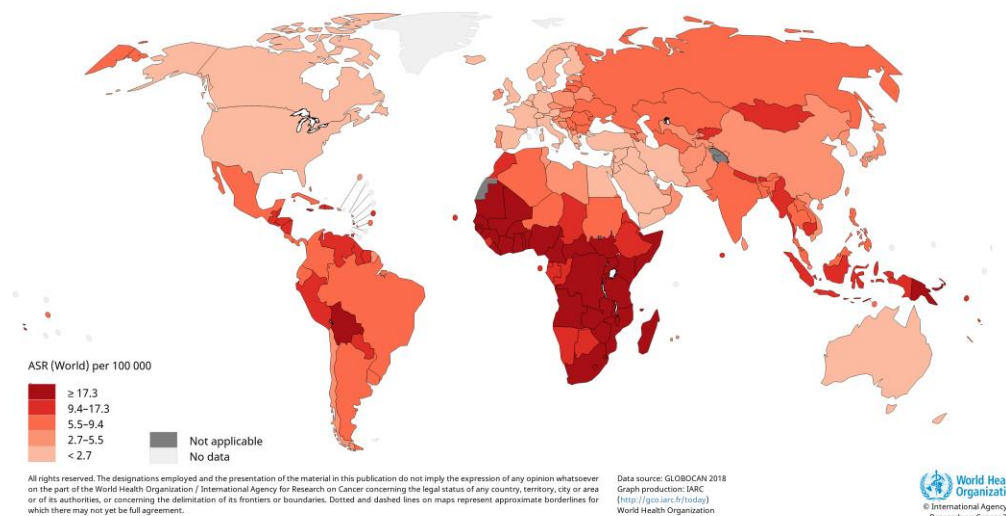 ASR (World) per 100 000
≥ 17.3
9.4–17.3
5.5–9.4
2.7–5.5
< 2.7
Not applicable
No data
All rights reserved. The designations employed and the presentation of the material in this publication do not imply the expression of any opinion whatsoever
on the part of the World Health Organization / International Agency for Research on Cancer concerning the legal status of any country, territory, city or area
or of its authorities, or concerning the delimitation of its frontiers or boundaries. Dotted and dashed lines on maps represent approximate borderlines for
which there may not yet be full agreement.
Data source: GLOBOCAN 2018
Graph production: IARC
(http://gco.iarc.fr/today)
World Health Organization
World He
Organizatio
© International Agency